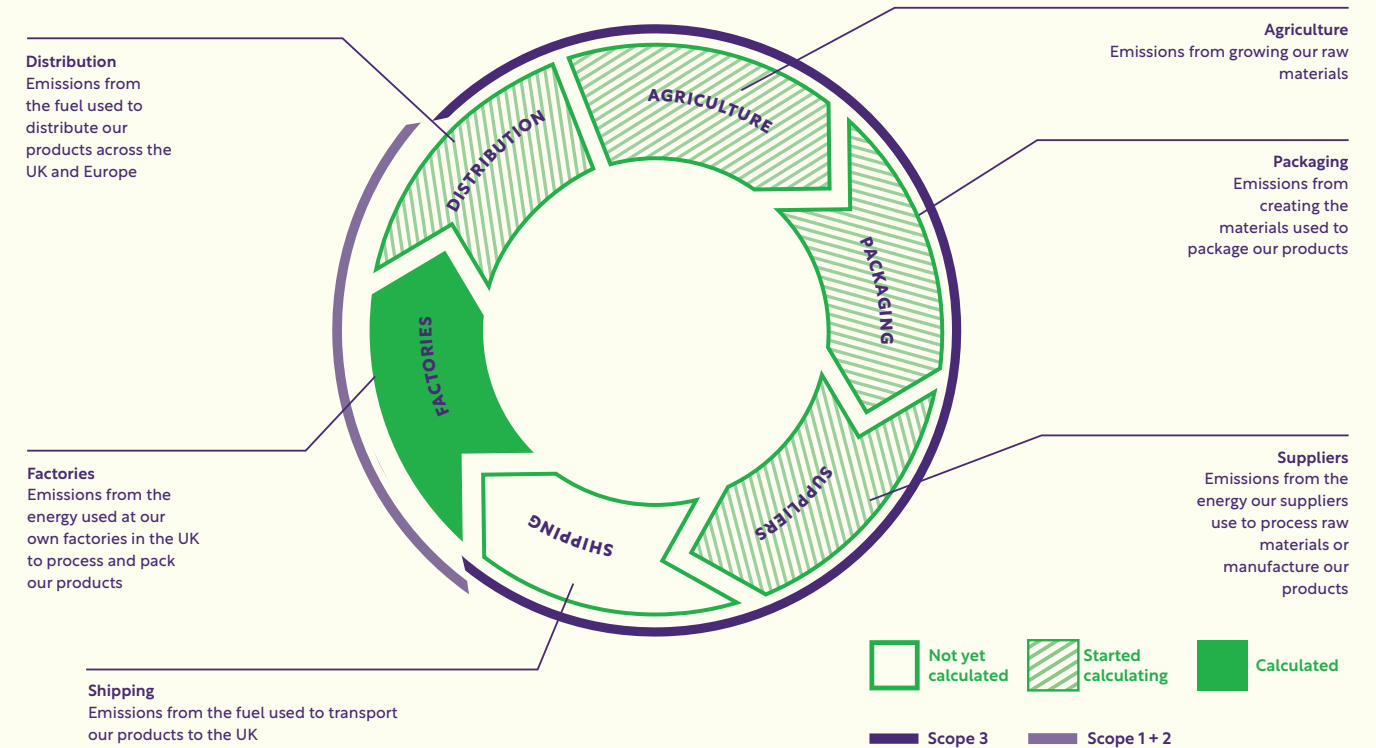 Distribution
Emissions from
the fuel used to
distribute our
products across the
UK and Europe
Agriculture
Emissions from growing our raw
materials
Packaging
Emissions from
creating the
materials used to
package our products
AGRICULTURE
DISTRIBUTION
PACKAGING
FACTORIES
SUPPLIERS
SHIPPING
Factories
Emissions from the
energy used at our
own factories in the UK
to process and pack
our products
Suppliers
Emissions from the
energy our suppliers
use to process raw
materials or
manufacture our
products
Shipping
Emissions from the fuel used to transport
our products to the UK
Not yet
calculated
Started
calculating
Calculated
Scope 3
Scope 1 + 2